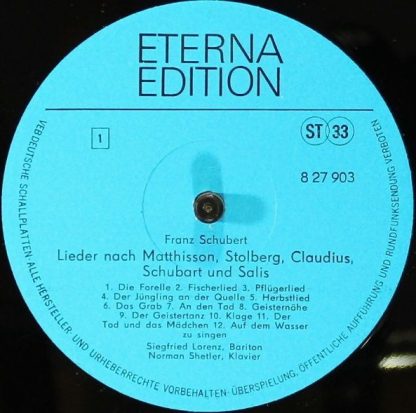 ETERNA
EDITION
1
ST 33
8 27 903
Franz Schubert
Lieder nach Matthisson, Stolberg, Claudius,
Schubart und Salis
1. Die Forelle 2. Fischerlied 3. Pflügerlied
4. Der Jüngling an der Quelle 5. Herbstlied
6. Das Grab 7. An den Tod 8. Geisternähe
9. Der Geistertanz 10. Klage 11. Der
Tod und das Mädchen 12. Auf dem Wasser
zu singen
Siegfried Lorenz, Bariton
Norman Shetler, Klavier
VEB DEUTSCHE SCHALLPLATTEN · ALLE HERSTELLER- UND URHEBERRECHTE VORBEHALTEN · ÜBERSPIELUNG, ÖFFENTLICHE AUFFÜHRUNG UND RUNDFUNKSENDUNG VERBOTEN